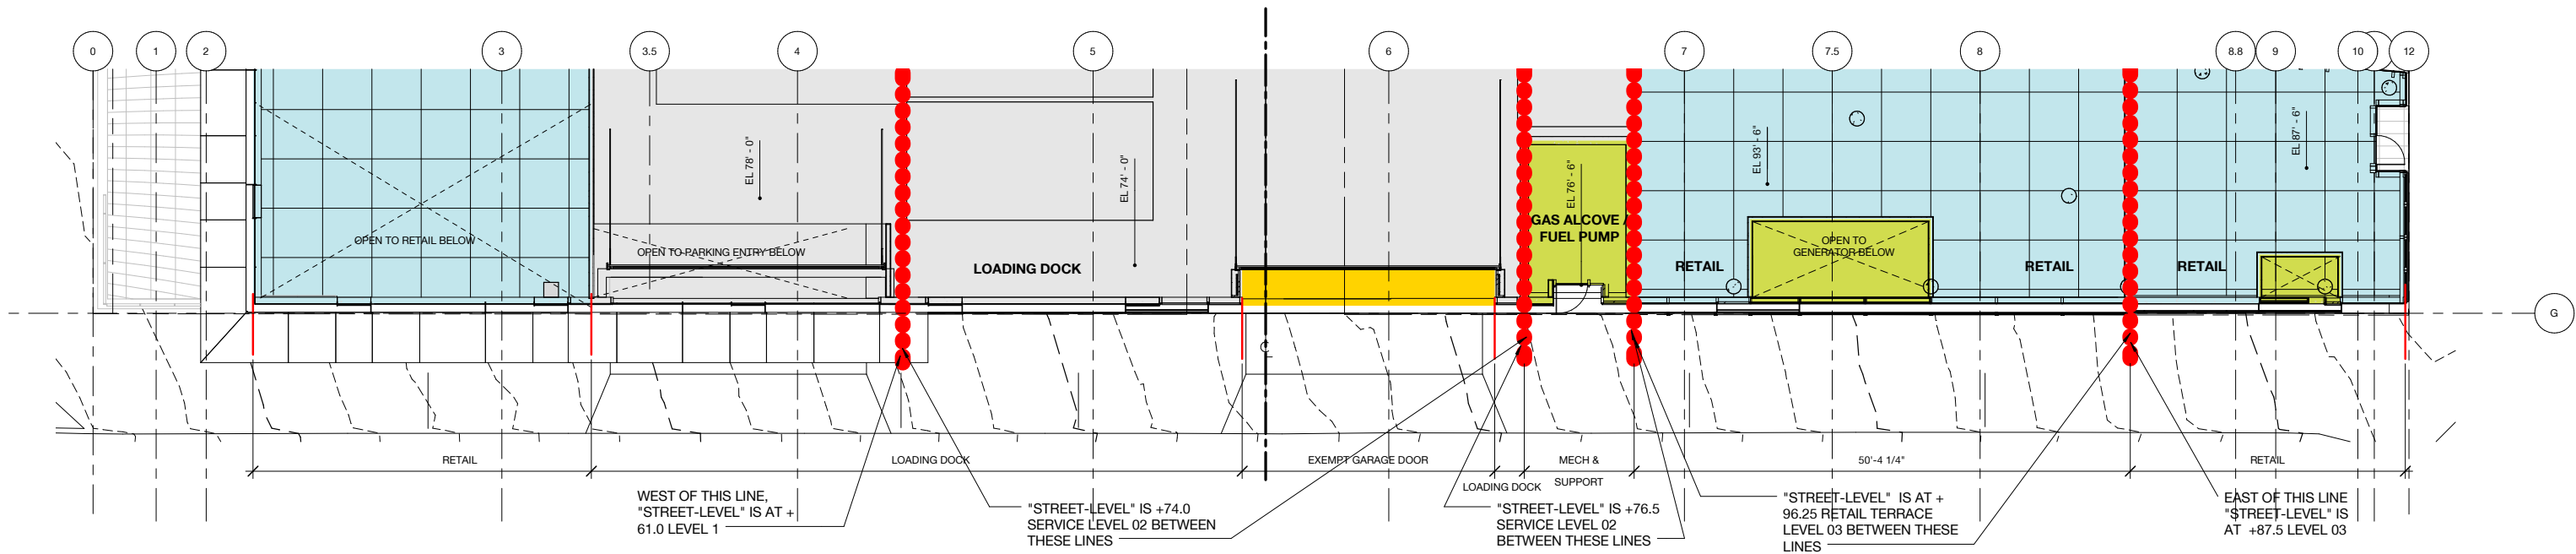 0
1
2
3
3.5
4
5
6
7
7.5
8
8.8
9
10
12
EL 78' - 0"
EL 74' - 0"
EL 76' - 6"
EL 93' - 6"
EL 87' - 6"
OPEN TO RETAIL BELOW
OPEN TO PARKING ENTRY BELOW
LOADING DOCK
GAS ALCOVE /
FUEL PUMP
RETAIL
OPEN TO
GENERATOR BELOW
RETAIL
RETAIL
G
CL
RETAIL
LOADING DOCK
EXEMPT GARAGE DOOR
LOADING DOCK
MECH &
SUPPORT
50'-4 1/4"
RETAIL
WEST OF THIS LINE,
"STREET-LEVEL" IS AT +
61.0 LEVEL 1
"STREET-LEVEL" IS +74.0
SERVICE LEVEL 02 BETWEEN
THESE LINES
"STREET-LEVEL" IS +76.5
SERVICE LEVEL 02
BETWEEN THESE LINES
"STREET-LEVEL" IS AT +
96.25 RETAIL TERRACE
LEVEL 03 BETWEEN THESE
LINES
EAST OF THIS LINE
"STREET-LEVEL" IS
AT +87.5 LEVEL 03